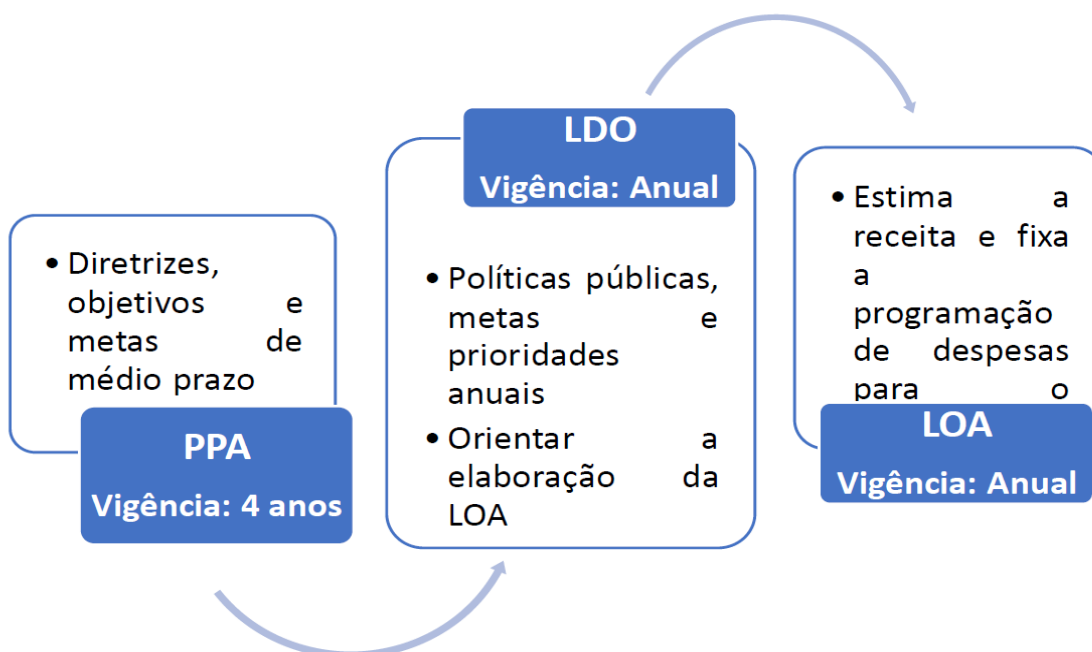 • Diretrizes,
objetivos e
metas de
médio prazo
PPA
Vigência: 4 anos
LDO
Vigência: Anual
• Políticas públicas,
metas e
prioridades
anuais
• Orientar a
elaboração da
LOA
• Estima a
receita e fixa
a
programação
de despesas
para o
LOA
Vigência: Anual